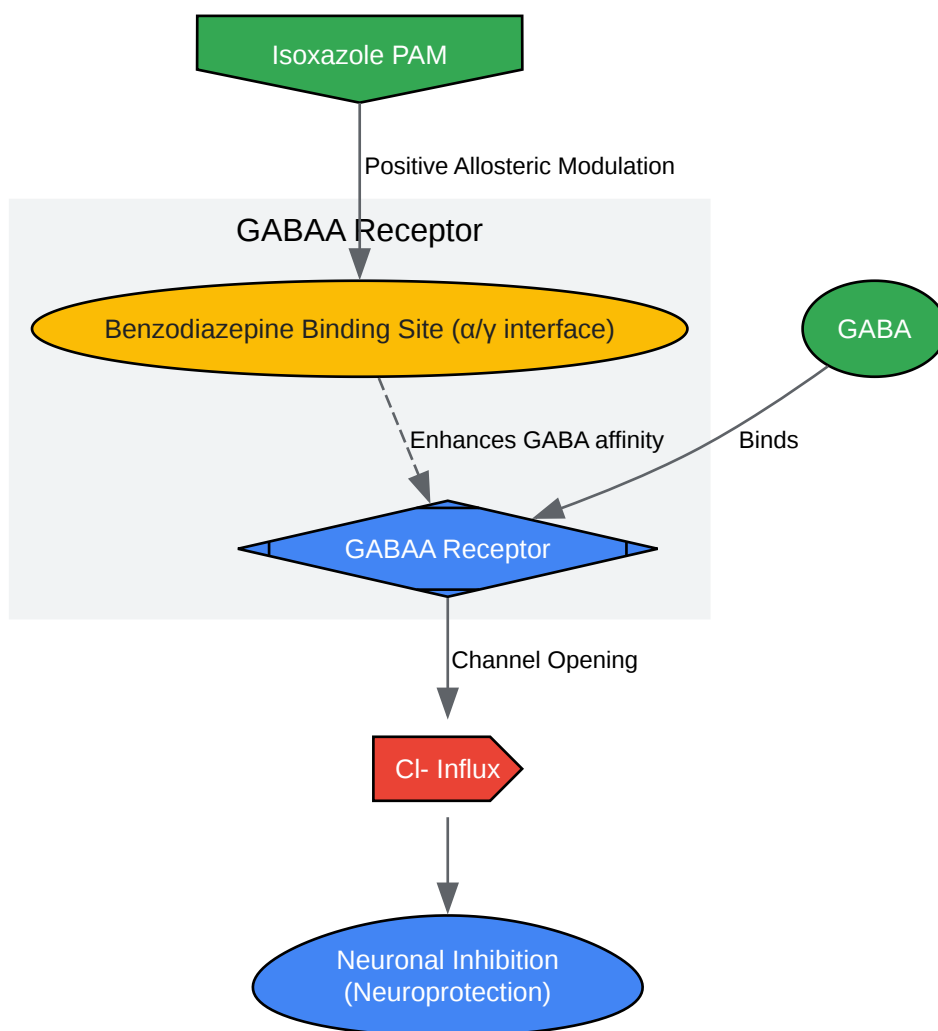 Isoxazole PAM
Positive Allosteric Modulation
GABAA Receptor
Benzodiazepine Binding Site (α/γ interface)
GABA
Enhances GABA affinity
Binds
GABAA Receptor
Channel Opening
Cl- Influx
Neuronal Inhibition
(Neuroprotection)